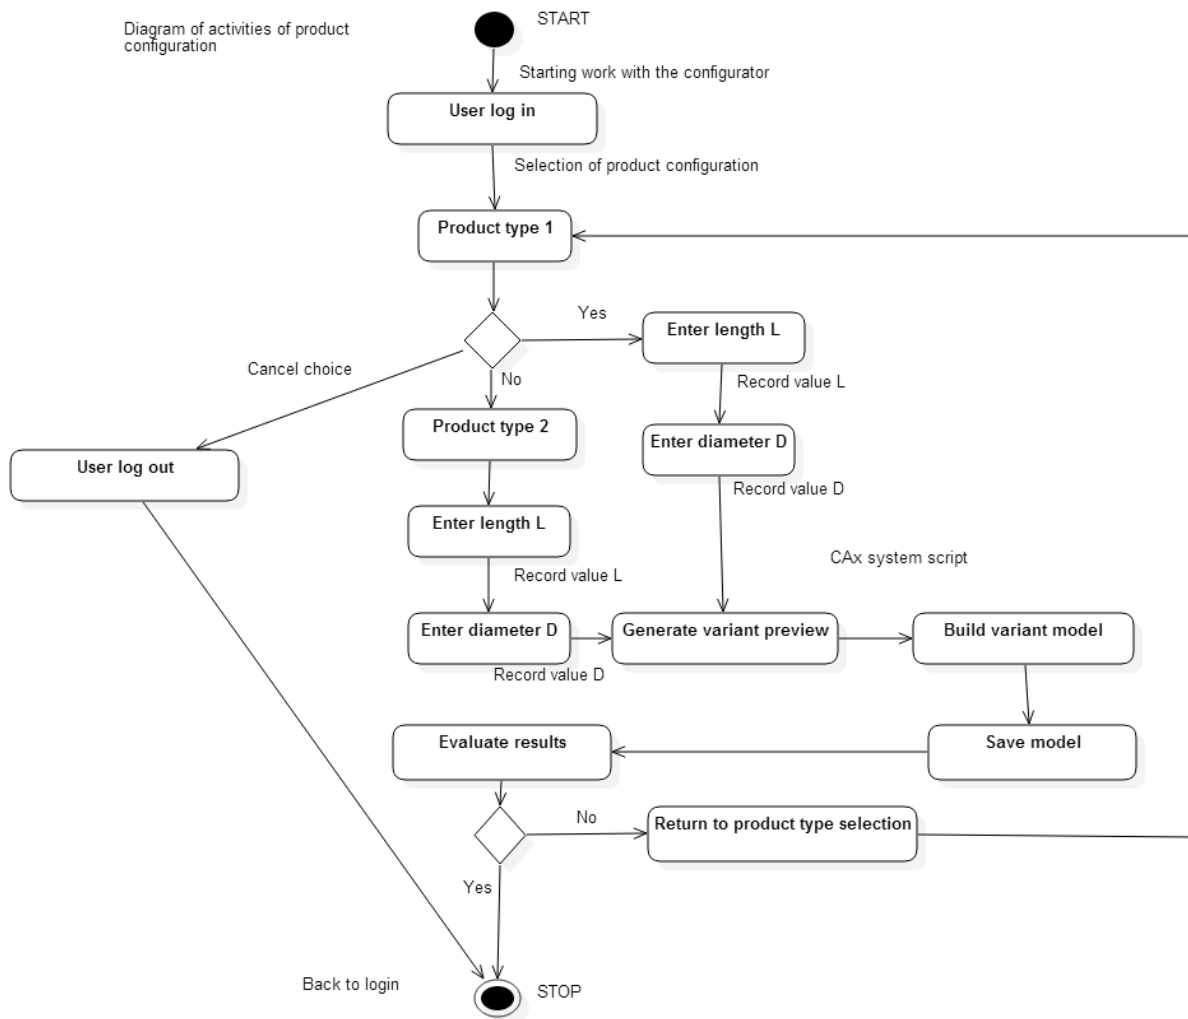 Diagram of activities of product
configuration
START
Starting work with the configurator
User log in
Selection of product configuration
Product type 1
Yes
Enter length L
Cancel choice
No
Record value L
Product type 2
Enter diameter D
User log out
Record value D
Enter length L
CAx system script
Record value L
Enter diameter D
Generate variant preview
Build variant model
Record value D
Evaluate results
Save model
No
Return to product type selection
Yes
Back to login
STOP